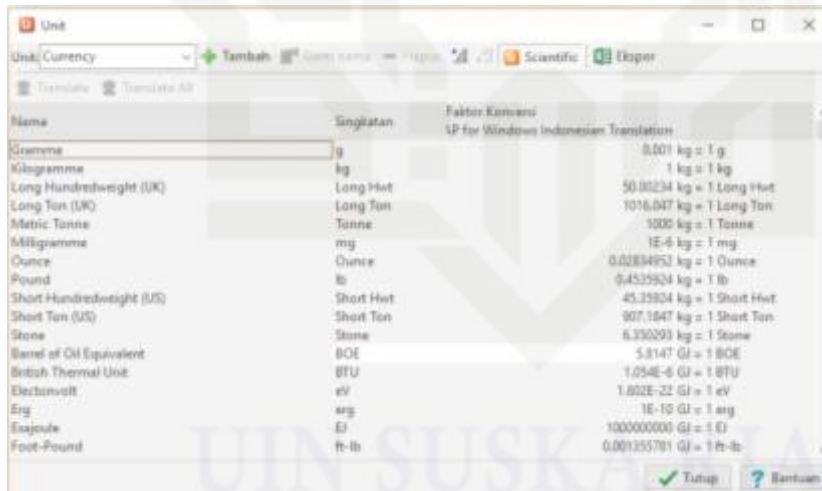 Unit
Unit: Currency Tambah Ganti nama Hapus Scientific Ekspor
Translate Translate All
Nama Singkatan Faktor Konversi
LP for Windows Indonesian Translation
Gramme g 0.001 kg = 1 g
Kilogramme kg 1 kg = 1 kg
Long Hundredweight (UK) Long Hwt 50.00234 kg = 1 Long Hwt
Long Ton (UK) Long Ton 1016.047 kg = 1 Long Ton
Metric Tonne Tonne 1000 kg = 1 Tonne
Milligramme mg 1E-6 kg = 1 mg
Ounce Ounce 0.02834952 kg = 1 Ounce
Pound lb 0.4535924 kg = 1 lb
Short Hundredweight (US) Short Hwt 45.35924 kg = 1 Short Hwt
Short Ton (US) Short Ton 907.1847 kg = 1 Short Ton
Stone Stone 6.350293 kg = 1 Stone
Barrel of Oil Equivalent BOE 5.8147 GJ = 1 BOE
British Thermal Unit BTU 1.054E-6 GJ = 1 BTU
Electonvolt eV 1.602E-22 GJ = 1 eV
Erg erg 1E-10 GJ = 1 erg
Exajoule EJ 1000000000 GJ = 1 EJ
Foot-Pound ft-lb 0.001355781 GJ = 1 ft-lb
UIN SUSKA
Tutup Bantuan